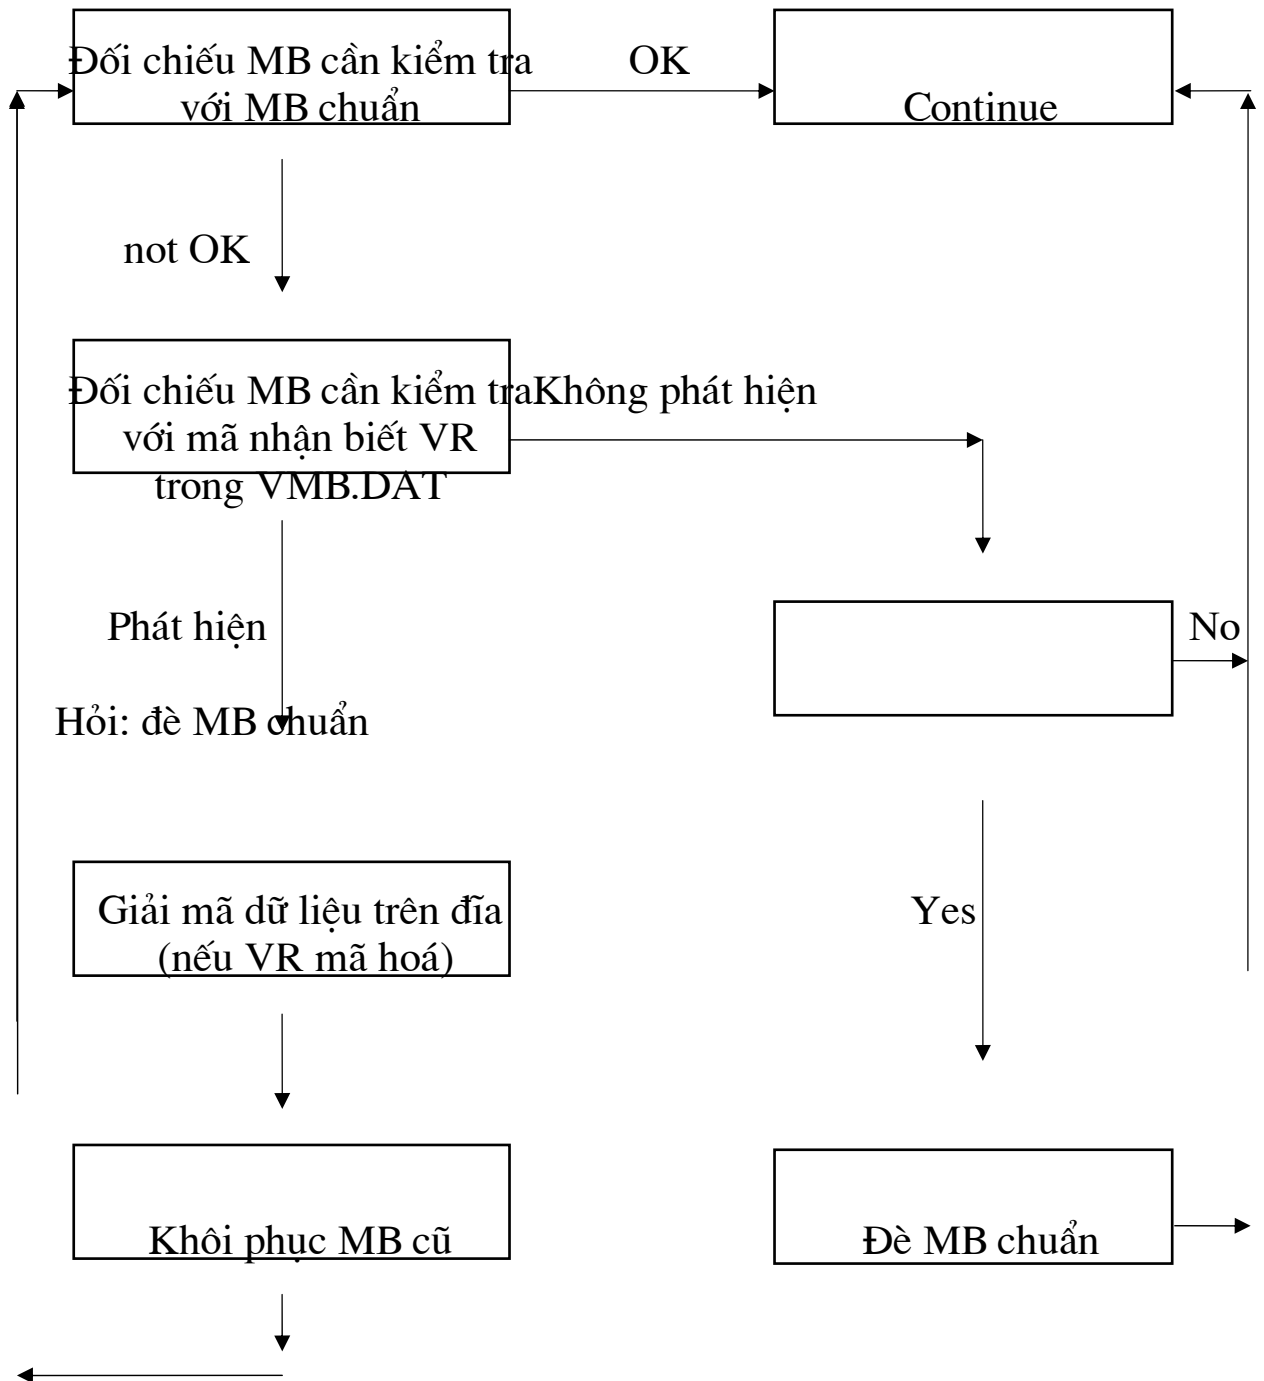 Đối chiếu MB cần kiểm tra
với MB chuẩn
OK
Continue
not OK
Đối chiếu MB cần kiểm tra
với mã nhận biết VR
trong VMB.DAT
Không phát hiện
Phát hiện
No
Hỏi: đè MB chuẩn
Giải mã dữ liệu trên đĩa
(nếu VR mã hoá)
Yes
Khôi phục MB cũ
Đè MB chuẩn